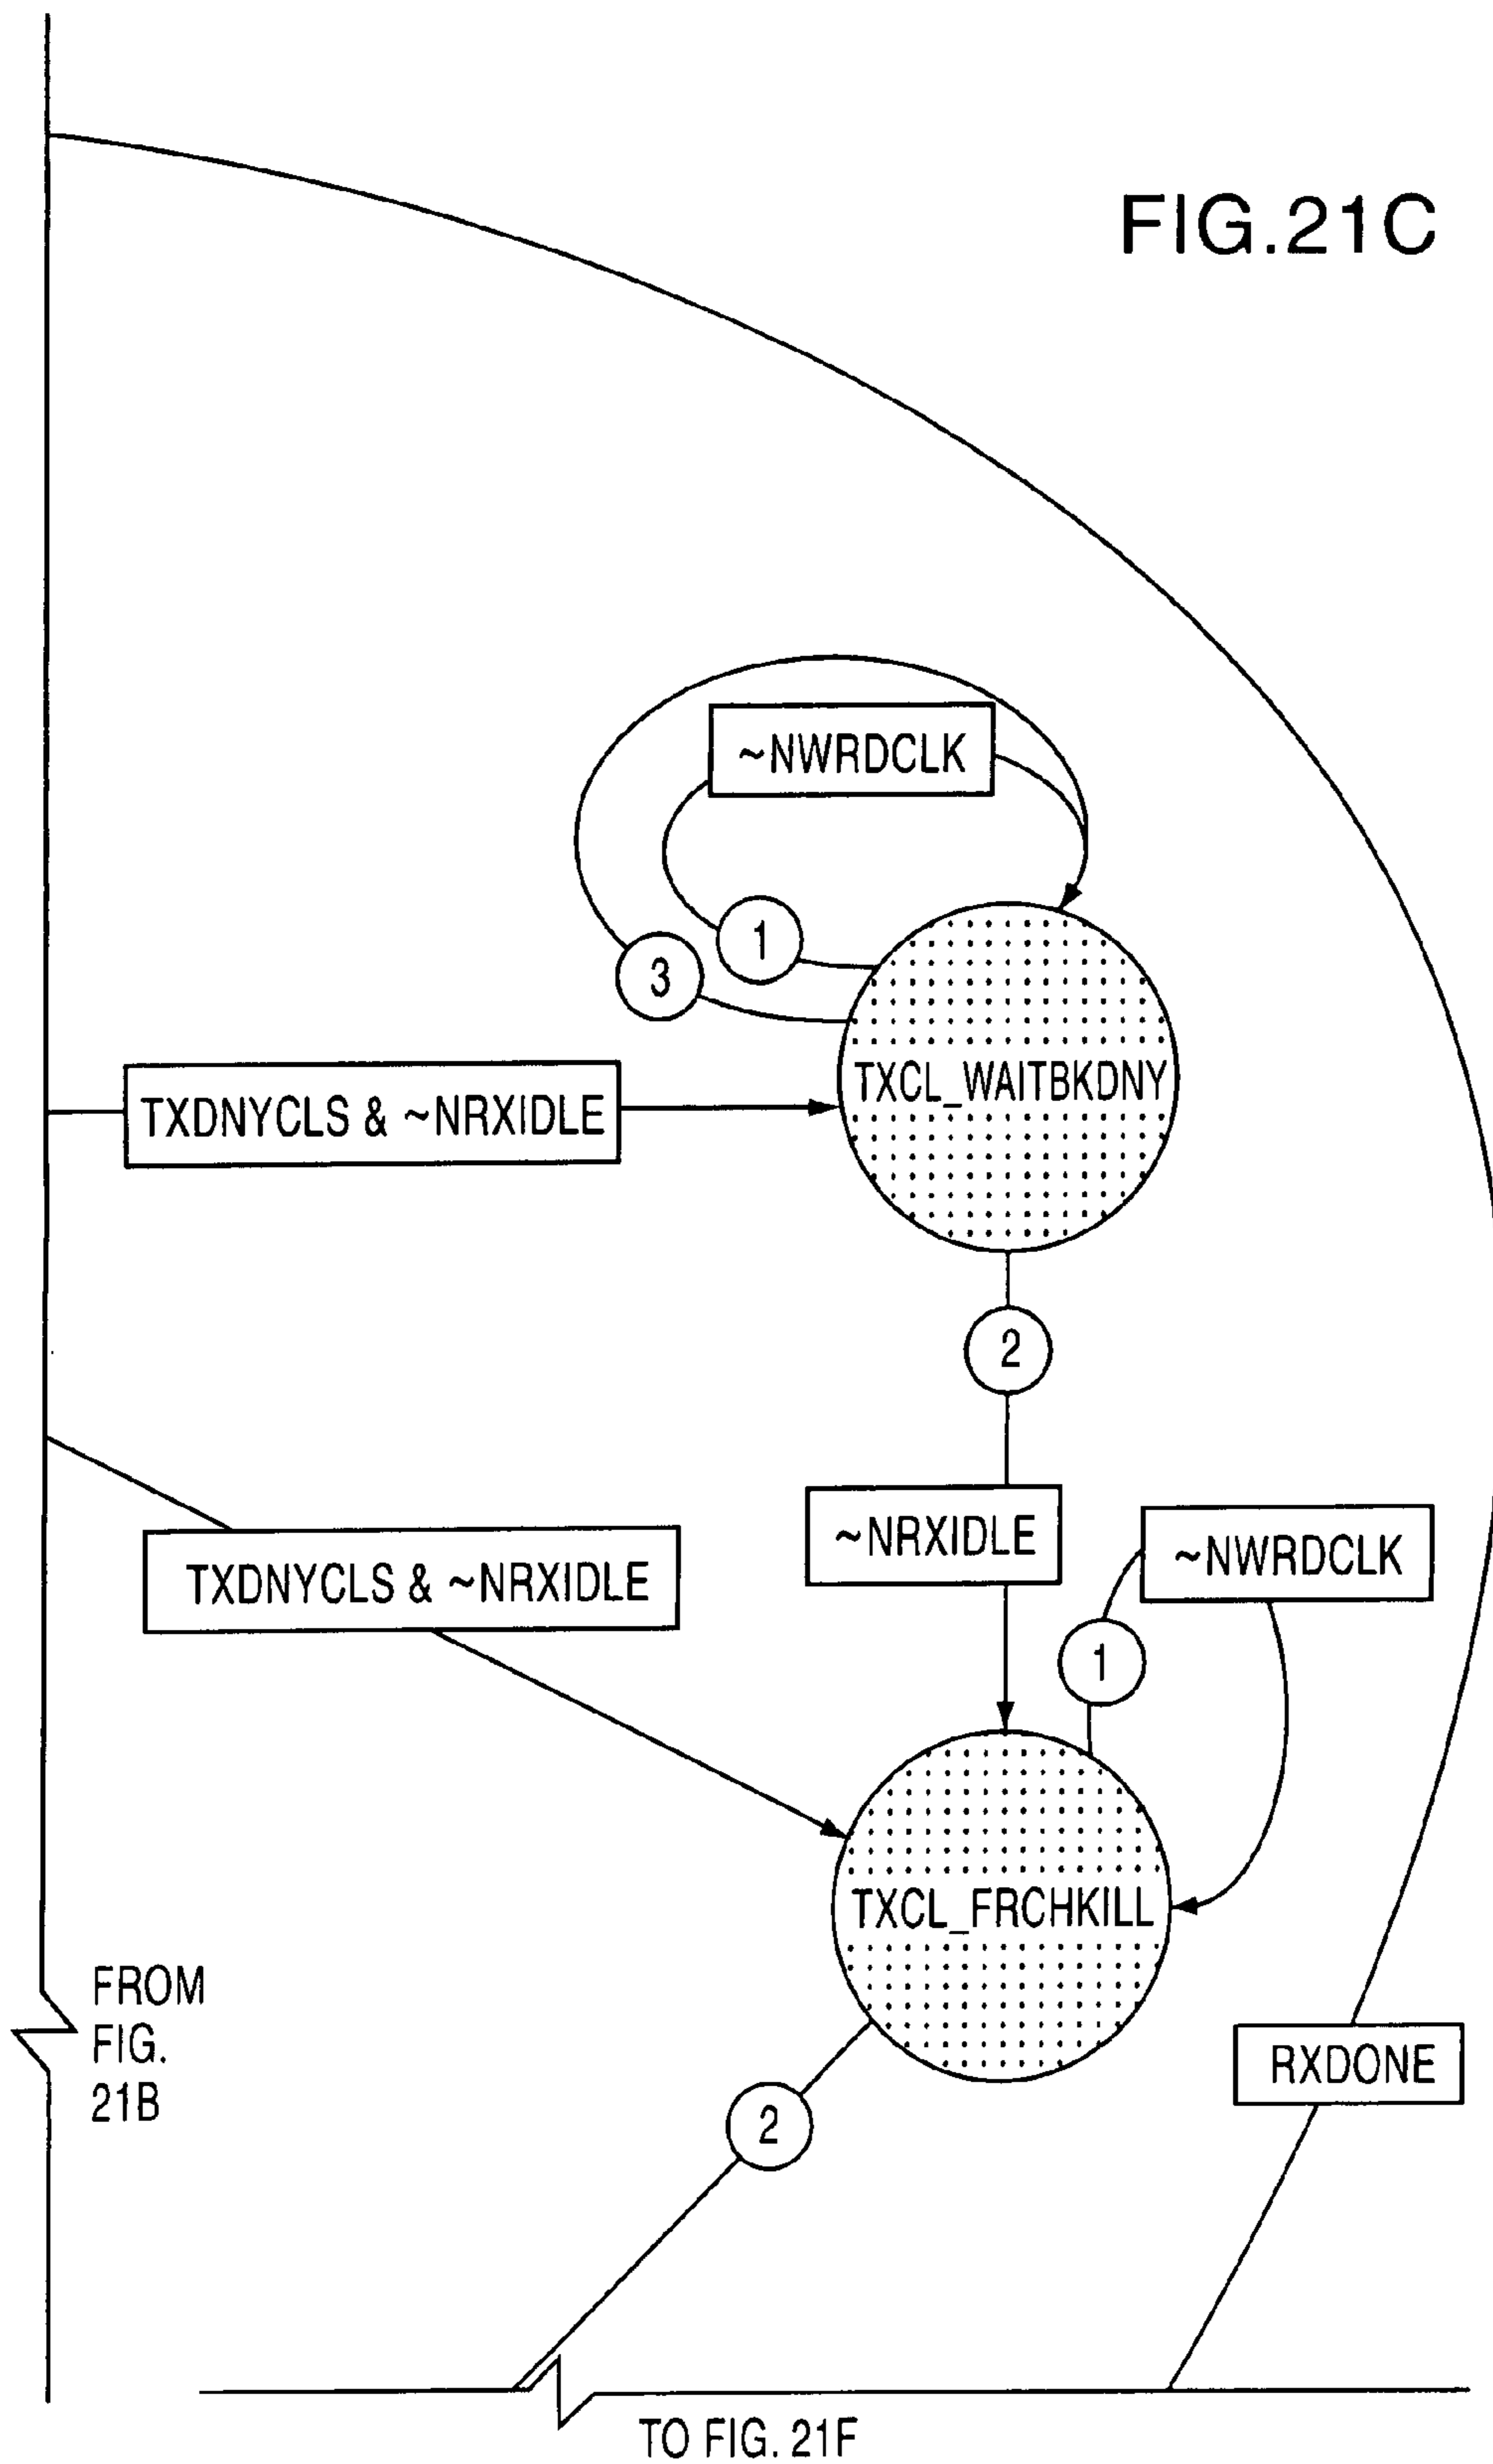 FIG.21C
~NWRDCLK
1
3
TXCL_WAITBKDNY
TXDNYCLS & ~NRXIDLE
2
~NRXIDLE
~NWRDCLK
TXDNYCLS & ~NRXIDLE
1
TXCL_FRCHKILL
FROM
FIG.
21B
RXDONE
2
TO FIG. 21F